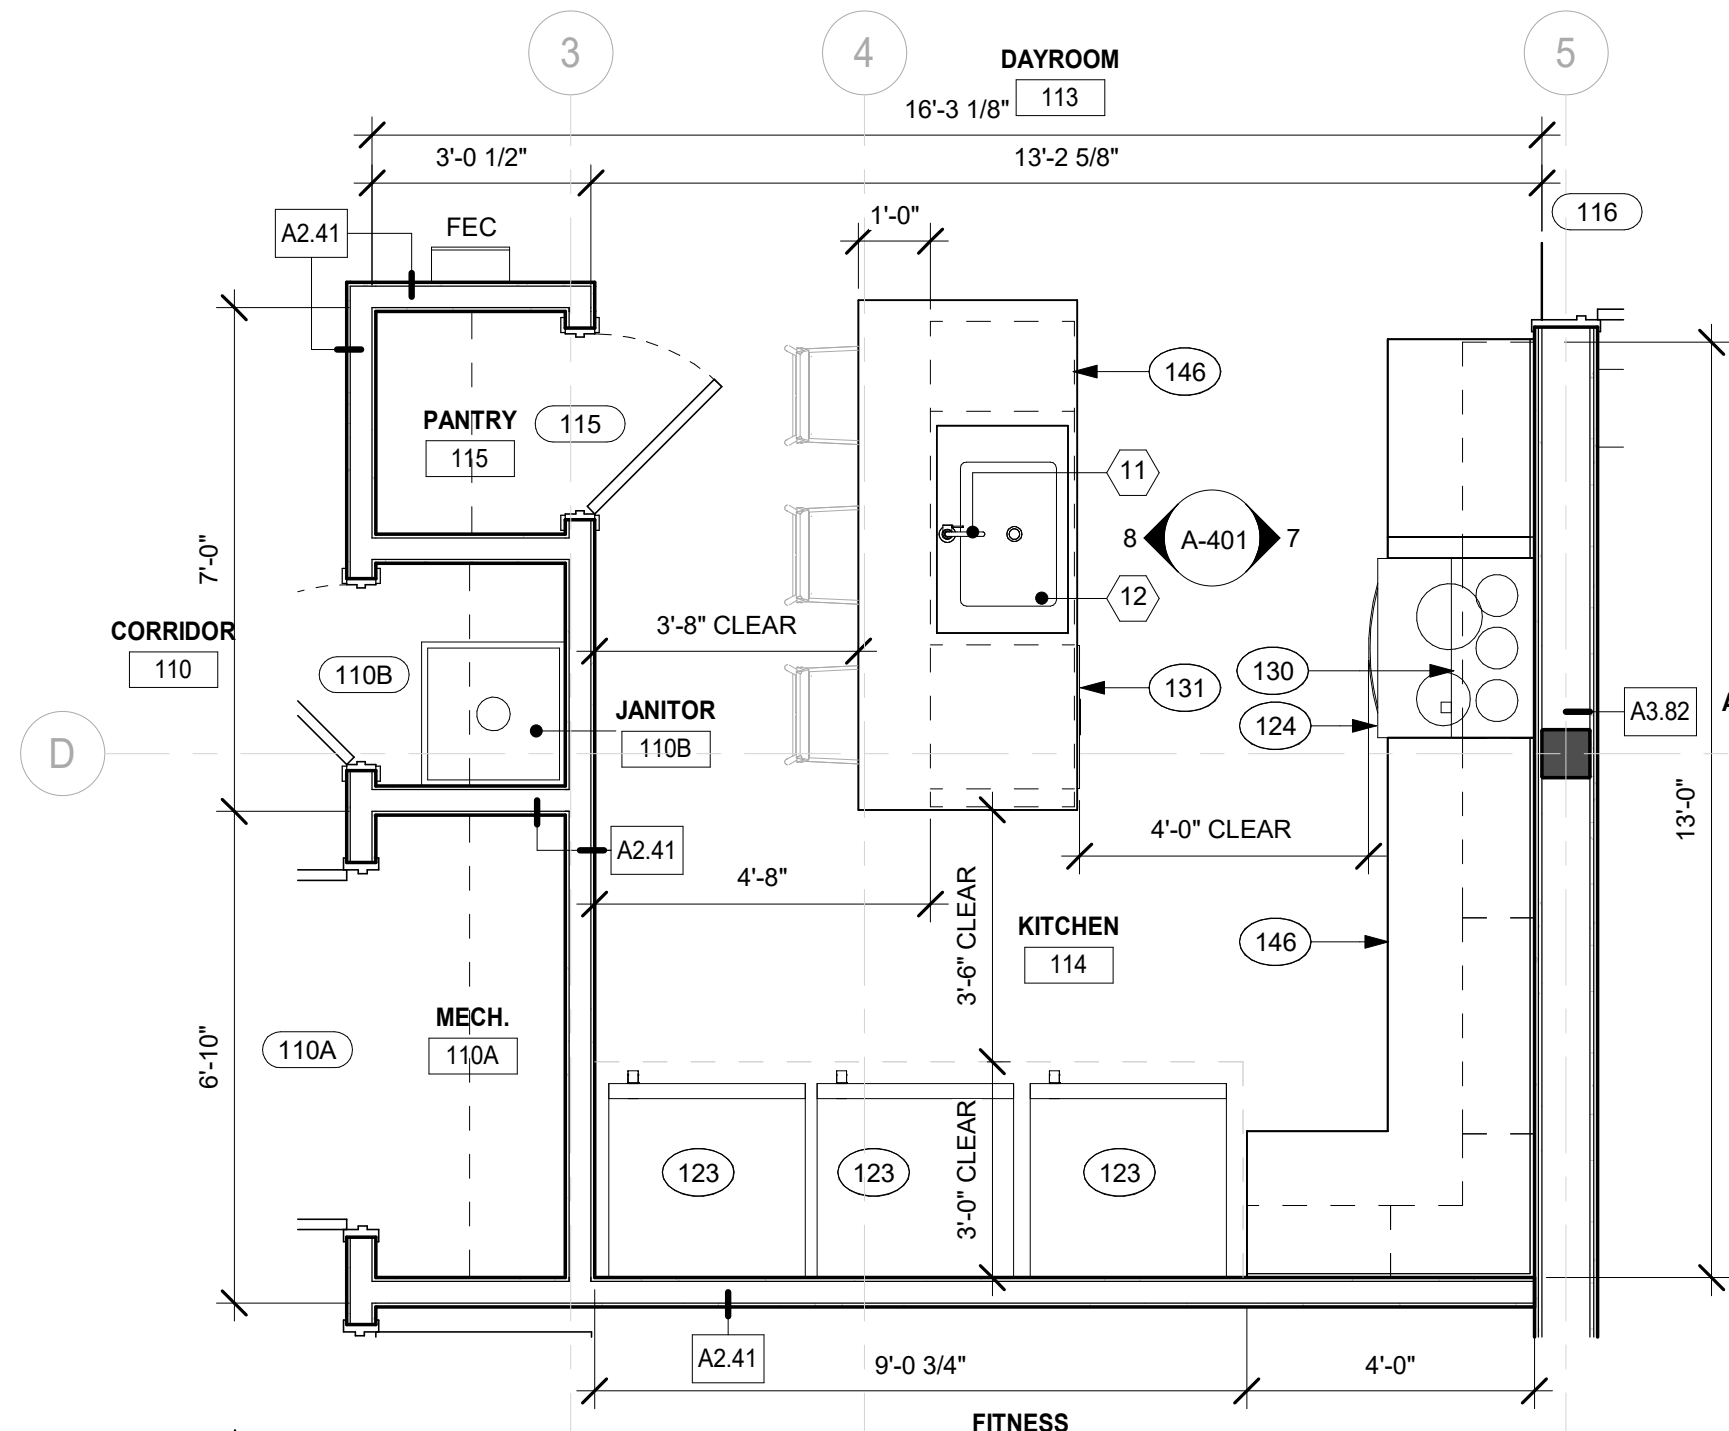 3
4
5
DAYROOM
113
16'-3 1/8"
3'-0 1/2"
13'-2 5/8"
116
1'-0"
A2.41
FEC
146
PANTRY
115
115
11
8
A-401
7
12
7'-0"
3'-8" CLEAR
CORRIDOR
110
110B
130
131
JANITOR
110B
124
A3.82
A
D
13'-0"
4'-0" CLEAR
A2.41
4'-8"
3'-6" CLEAR
KITCHEN
114
146
MECH.
110A
110A
6'-10"
3'-0" CLEAR
123
123
123
A2.41
9'-0 3/4"
4'-0"
FITNESS